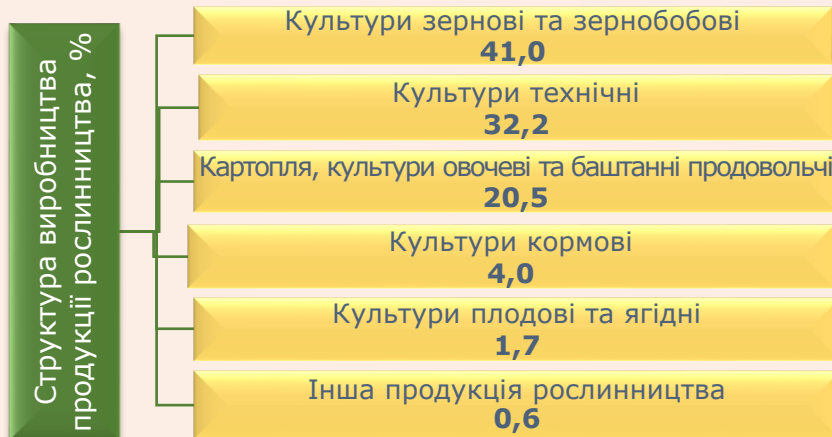 Структура виробництва
продукції рослинництва, %
Культури зернові та зернобобові
41,0
Культури технічні
32,2
Картопля, культури овочеві та баштанні продовольчі
20,5
Культури кормові
4,0
Культури плодові та ягідні
1,7
Інша продукція рослинництва
0,6